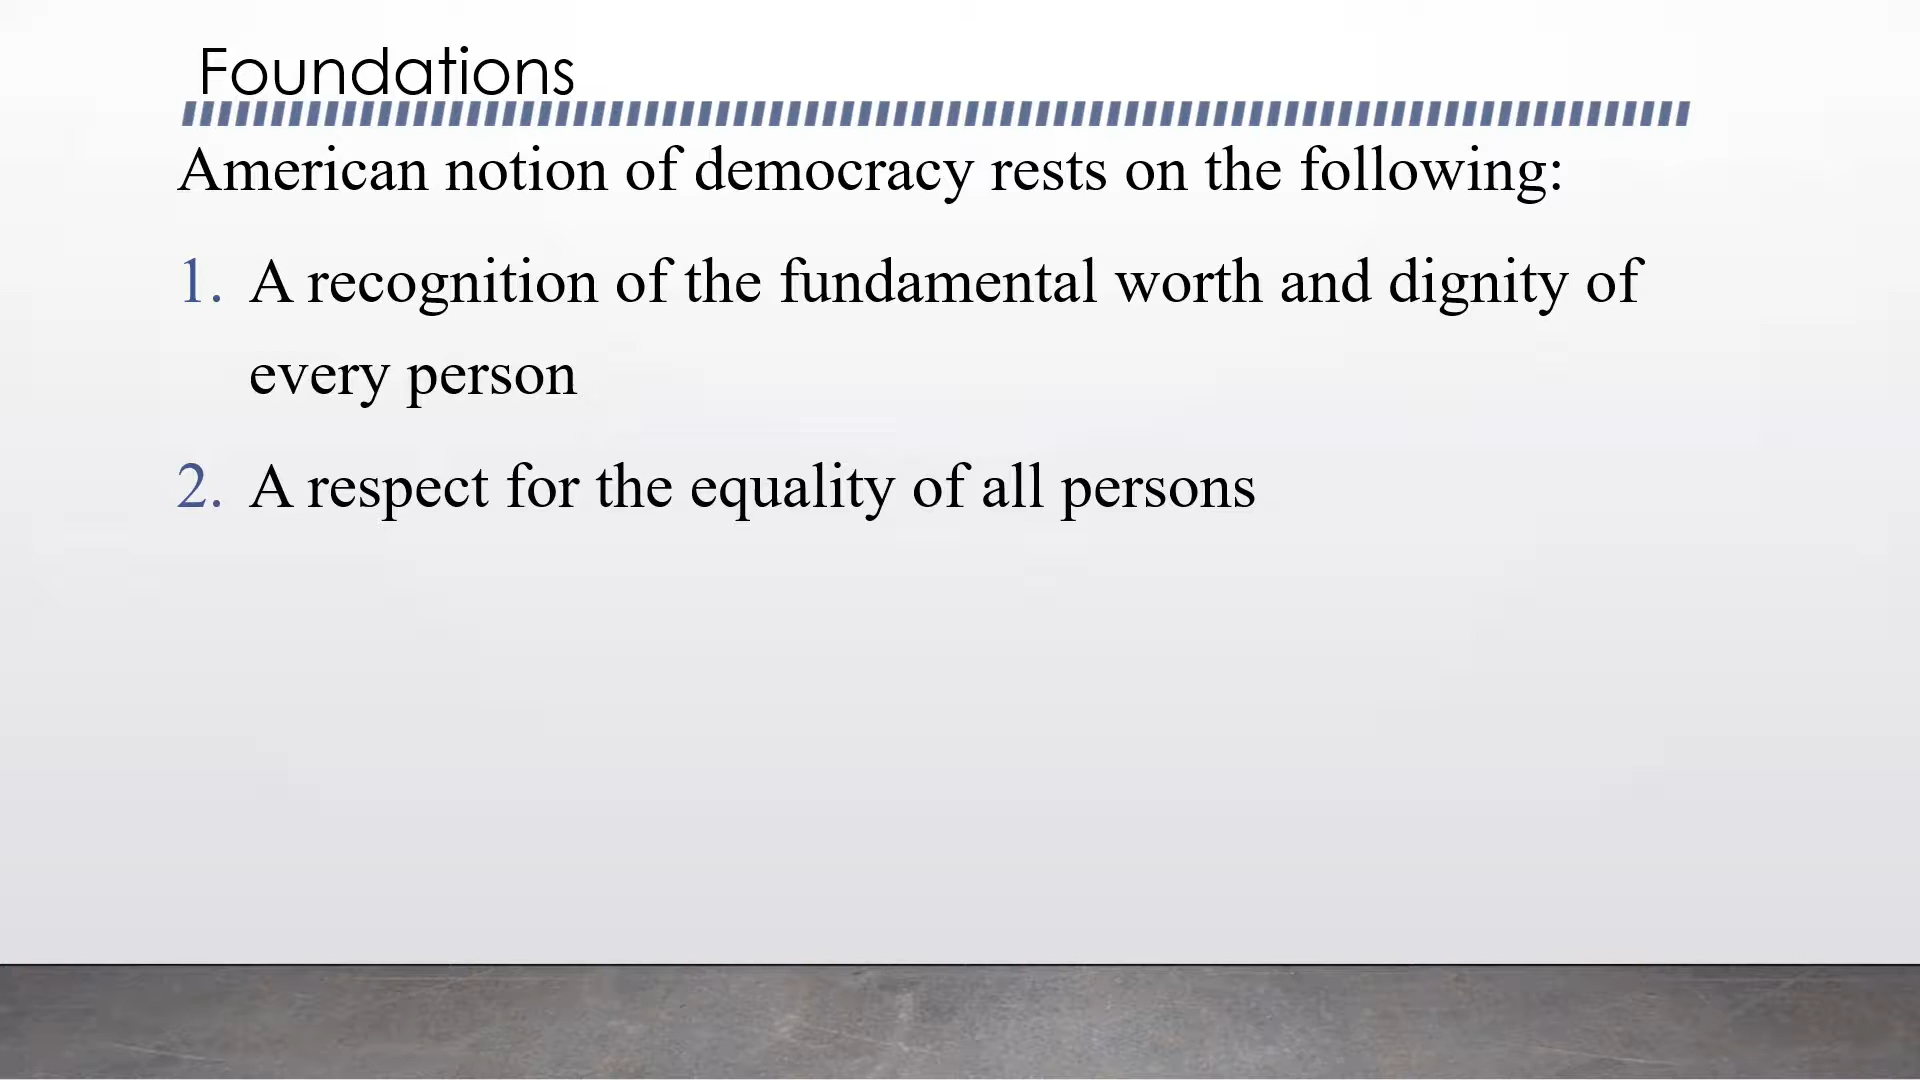 Foundations
American notion of democracy rests on the following:
1. A recognition of the fundamental worth and dignity of
every person
2. A respect for the equality of all persons